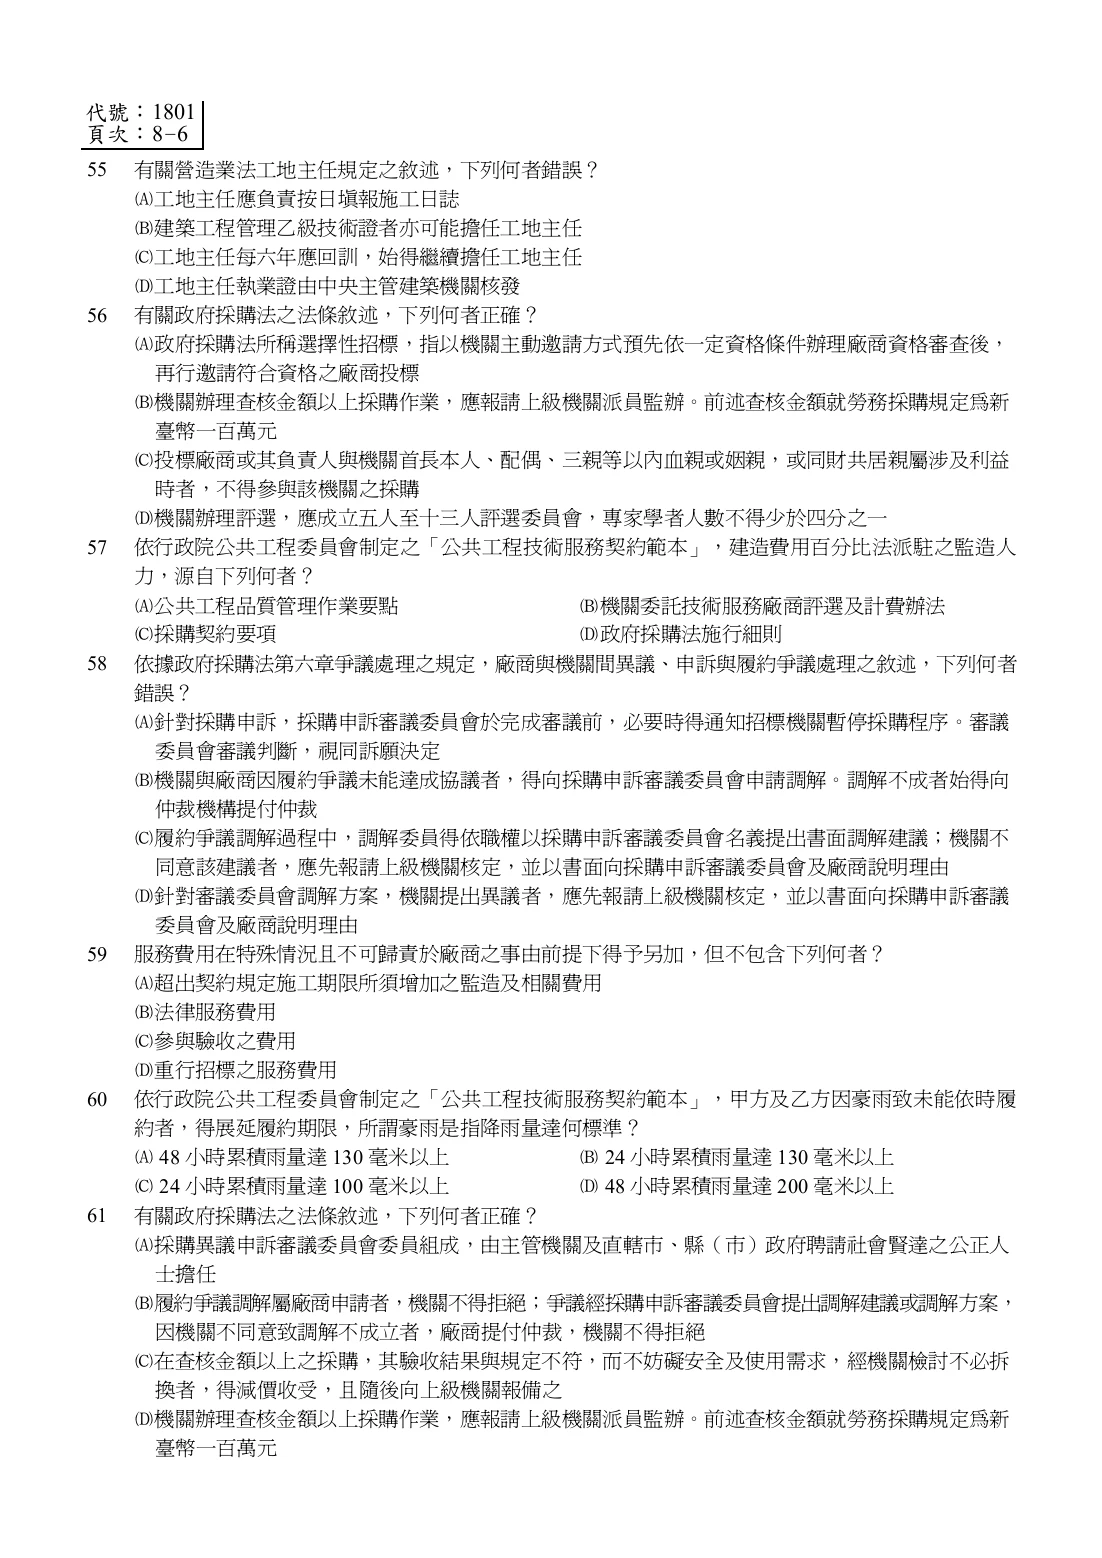 代號：1801
頁次：8－6
55 有關營造業法工地主任規定之敘述，下列何者錯誤？
(A)工地主任應負責按日填報施工日誌
(B)建築工程管理乙級技術證者亦可能擔任工地主任
(C)工地主任每六年應回訓，始得繼續擔任工地主任
(D)工地主任執業證由中央主管建築機關核發
56 有關政府採購法之法條敘述，下列何者正確？
(A)政府採購法所稱選擇性招標，指以機關主動邀請方式預先依一定資格條件辦理廠商資格審查後，
再行邀請符合資格之廠商投標
(B)機關辦理查核金額以上採購作業，應報請上級機關派員監辦。前述查核金額就勞務採購規定為新
臺幣一百萬元
(C)投標廠商或其負責人與機關首長本人、配偶、三親等以內血親或姻親，或同財共居親屬涉及利益
時者，不得參與該機關之採購
(D)機關辦理評選，應成立五人至十三人評選委員會，專家學者人數不得少於四分之一
57 依行政院公共工程委員會制定之「公共工程技術服務契約範本」，建造費用百分比法派駐之監造人
力，源自下列何者？
(A)公共工程品質管理作業要點 (B)機關委託技術服務廠商評選及計費辦法
(C)採購契約要項 (D)政府採購法施行細則
58 依據政府採購法第六章爭議處理之規定，廠商與機關間異議、申訴與履約爭議處理之敘述，下列何者
錯誤？
(A)針對採購申訴，採購申訴審議委員會於完成審議前，必要時得通知招標機關暫停採購程序。審議
委員會審議判斷，視同訴願決定
(B)機關與廠商因履約爭議未能達成協議者，得向採購申訴審議委員會申請調解。調解不成者始得向
仲裁機構提付仲裁
(C)履約爭議調解過程中，調解委員得依職權以採購申訴審議委員會名義提出書面調解建議；機關不
同意該建議者，應先報請上級機關核定，並以書面向採購申訴審議委員會及廠商說明理由
(D)針對審議委員會調解方案，機關提出異議者，應先報請上級機關核定，並以書面向採購申訴審議
委員會及廠商說明理由
59 服務費用在特殊情況且不可歸責於廠商之事由前提下得予另加，但不包含下列何者？
(A)超出契約規定施工期限所須增加之監造及相關費用
(B)法律服務費用
(C)參與驗收之費用
(D)重行招標之服務費用
60 依行政院公共工程委員會制定之「公共工程技術服務契約範本」，甲方及乙方因豪雨致未能依時履
約者，得展延履約期限，所謂豪雨是指降雨量達何標準？
(A) 48 小時累積雨量達 130 毫米以上 (B) 24 小時累積雨量達 130 毫米以上
(C) 24 小時累積雨量達 100 毫米以上 (D) 48 小時累積雨量達 200 毫米以上
61 有關政府採購法之法條敘述，下列何者正確？
(A)採購異議申訴審議委員會委員組成，由主管機關及直轄市、縣（市）政府聘請社會賢達之公正人
士擔任
(B)履約爭議調解屬廠商申請者，機關不得拒絕；爭議經採購申訴審議委員會提出調解建議或調解方案，
因機關不同意致調解不成立者，廠商提付仲裁，機關不得拒絕
(C)在查核金額以上之採購，其驗收結果與規定不符，而不妨礙安全及使用需求，經機關檢討不必拆
換者，得減價收受，且隨後向上級機關報備之
(D)機關辦理查核金額以上採購作業，應報請上級機關派員監辦。前述查核金額就勞務採購規定為新
臺幣一百萬元